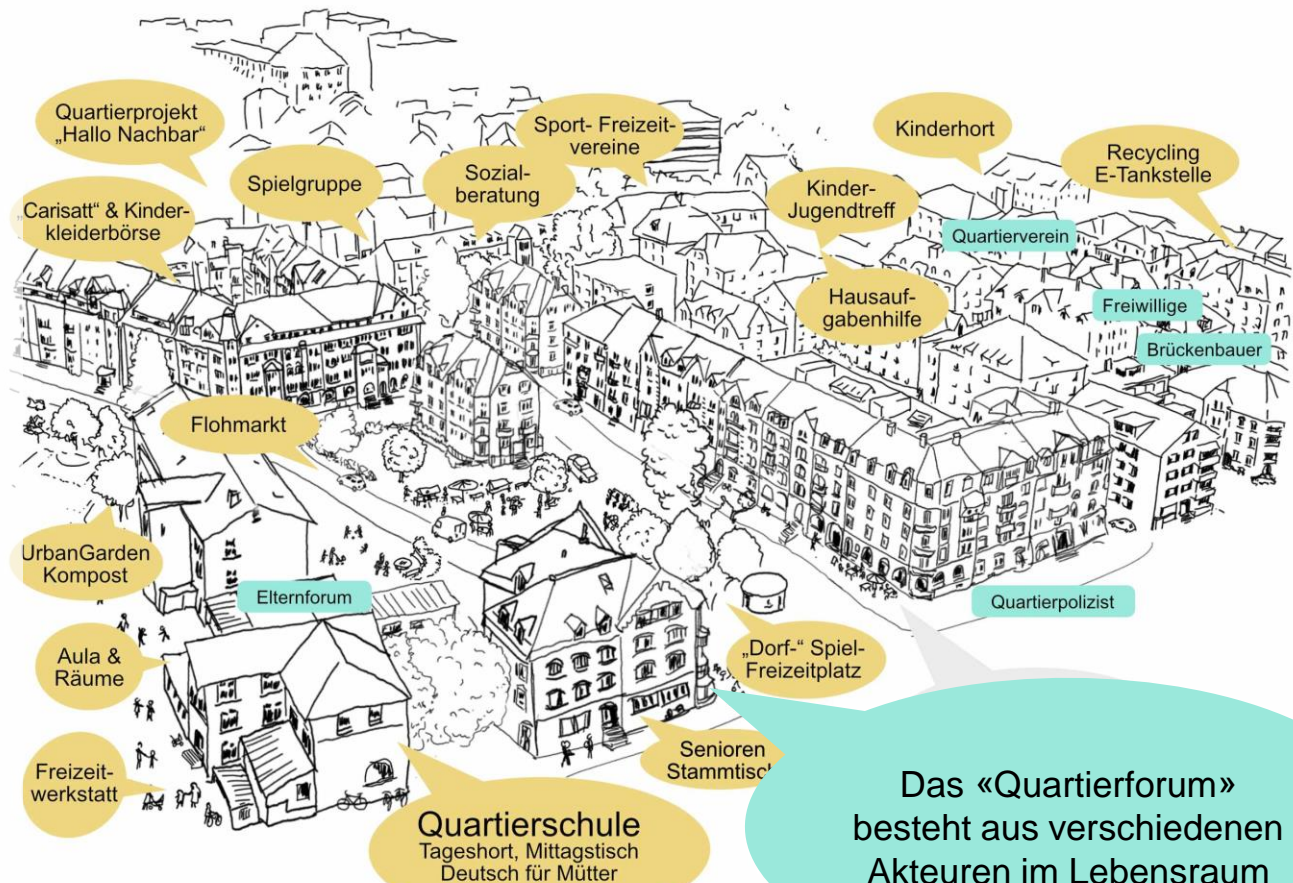 Quartierprojekt
„Hallo Nachbar“
Spielgruppe
Sozial-
beratung
Sport- Freizeit-
vereine
Kinderhort
Recycling
E-Tankstelle
„Carisatt“ & Kinder-
kleiderbörse
Kinder-
Jugendtreff
Quartierverein
Hausauf-
gabenhilfe
Freiwillige
Brückenbauer
Flohmarkt
UrbanGarden
Kompost
Elternforum
Quartierpolizist
Aula &
Räume
„Dorf-“ Spiel-
Freizeitplatz
Freizeit-
werkstatt
Senioren
Stammtisch
Quartierschule
Tageshort, Mittagstisch
Deutsch für Mütter
Das «Quartierforum»
besteht aus verschiedenen
Akteuren im Lebensraum